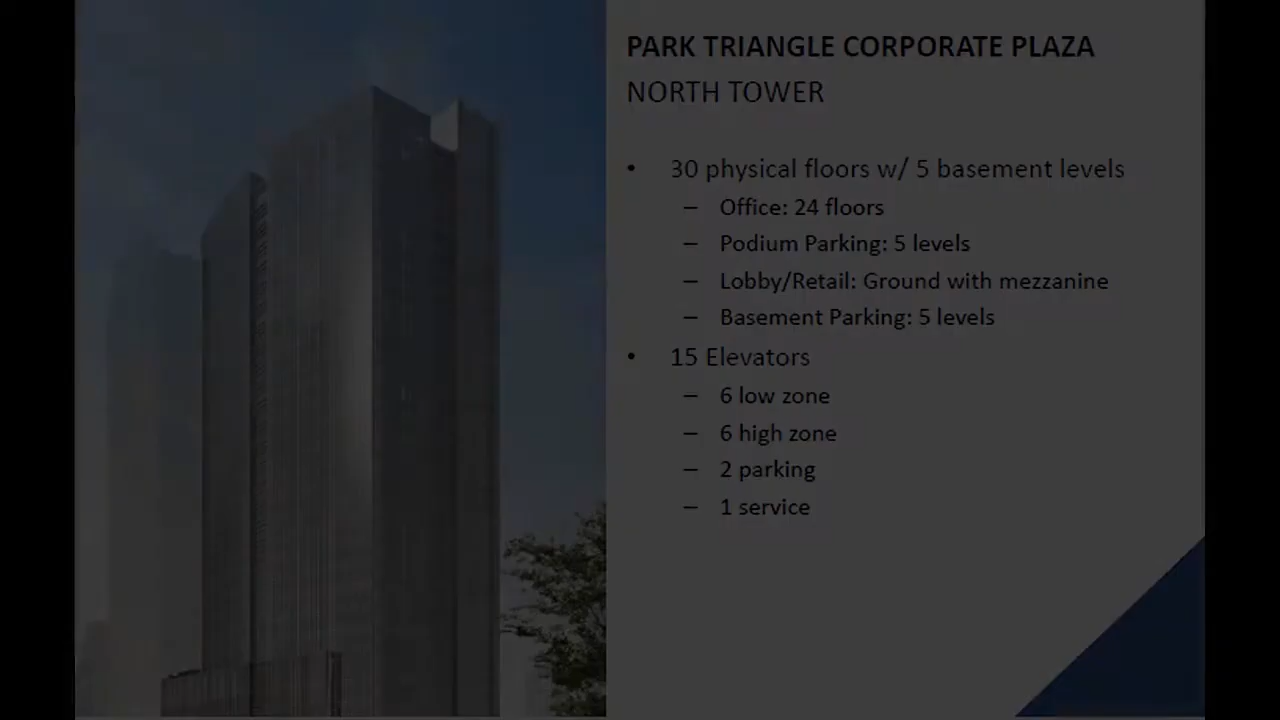 PARK TRIANGLE CORPORATE PLAZA
NORTH TOWER
• 30 physical floors w/ 5 basement levels
– Office: 24 floors
– Podium Parking: 5 levels
– Lobby/Retail: Ground with mezzanine
– Basement Parking: 5 levels
• 15 Elevators
– 6 low zone
– 6 high zone
– 2 parking
– 1 service